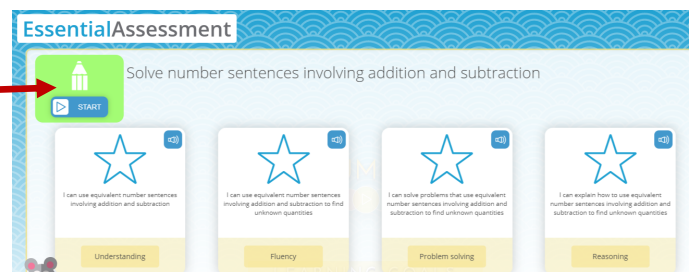 EssentialAssessment
Solve number sentences involving addition and subtraction
START
I can use equivalent number sentences
involving addition and subtraction
Understanding
I can use equivalent number sentences
involving addition and subtraction to find
unknown quantities
Fluency
I can solve problems that use equivalent
number sentences involving addition and
subtraction to find unknown quantities
Problem solving
I can explain how to use equivalent
number sentences involving addition and
subtraction to find unknown quantities
Reasoning